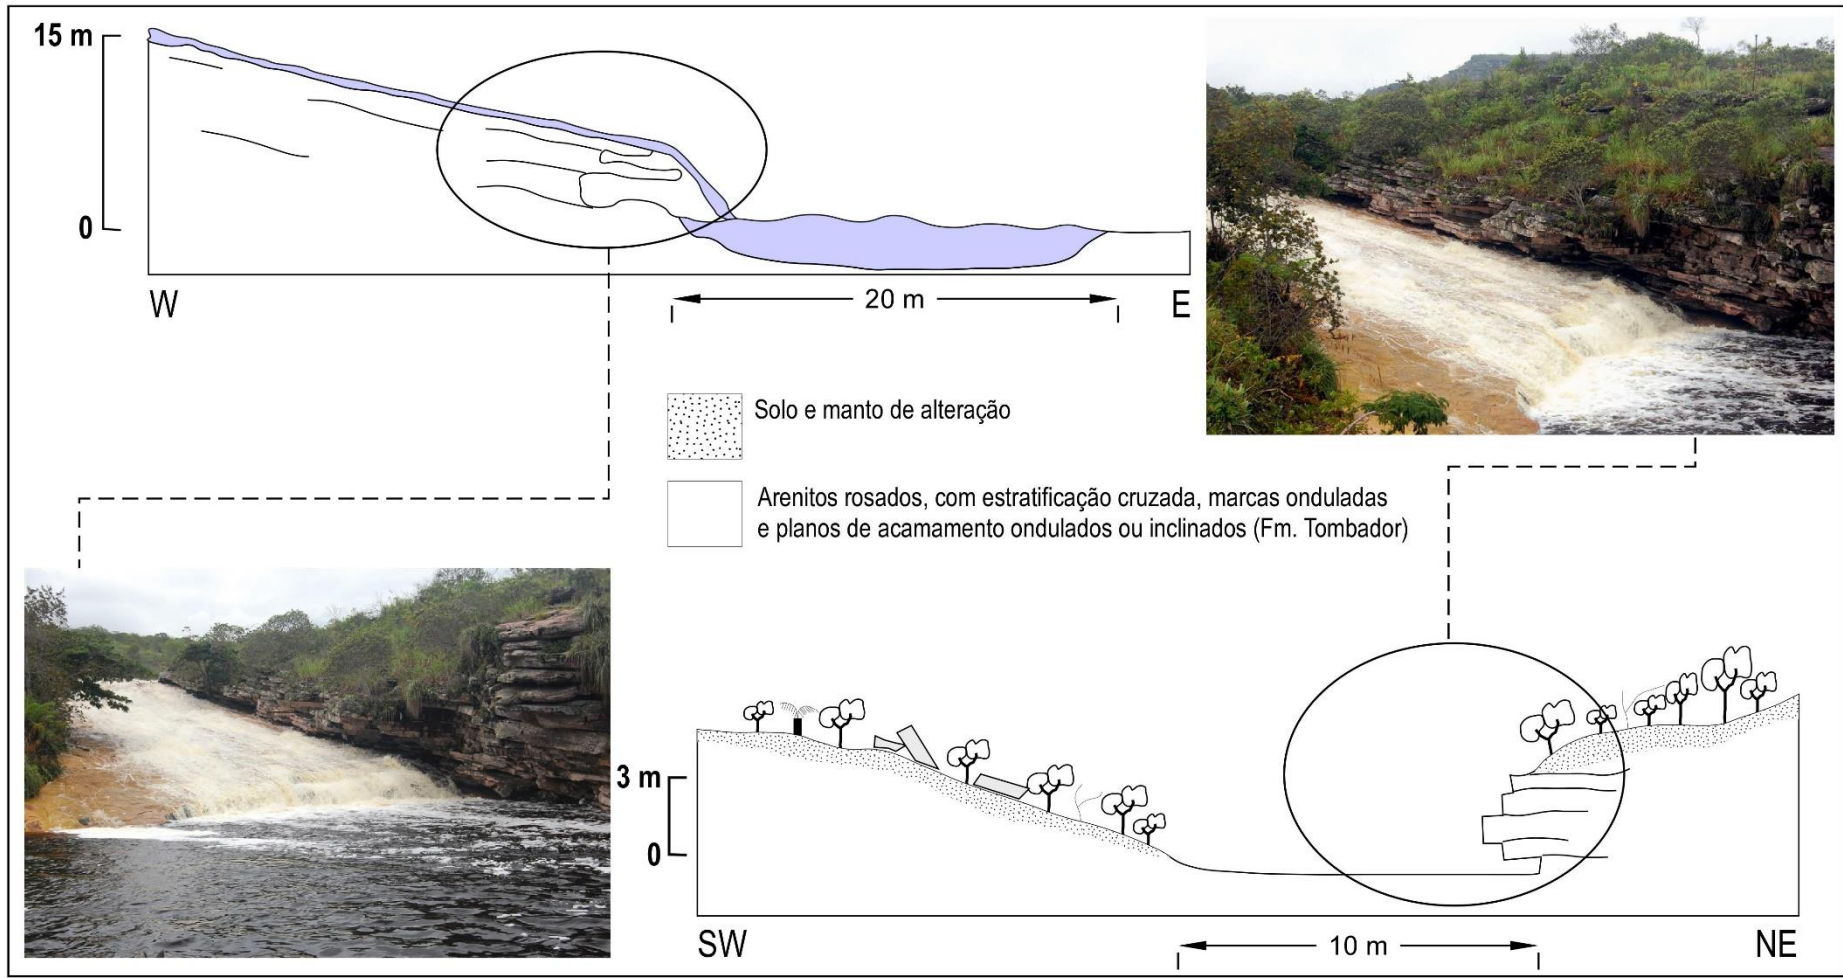 15 m
0
W
20 m
E
Solo e manto de alteração
Arenitos rosados, com estratificação cruzada, marcas onduladas
e planos de acamamento ondulados ou inclinados (Fm. Tombador)
3 m
0
SW
10 m
NE